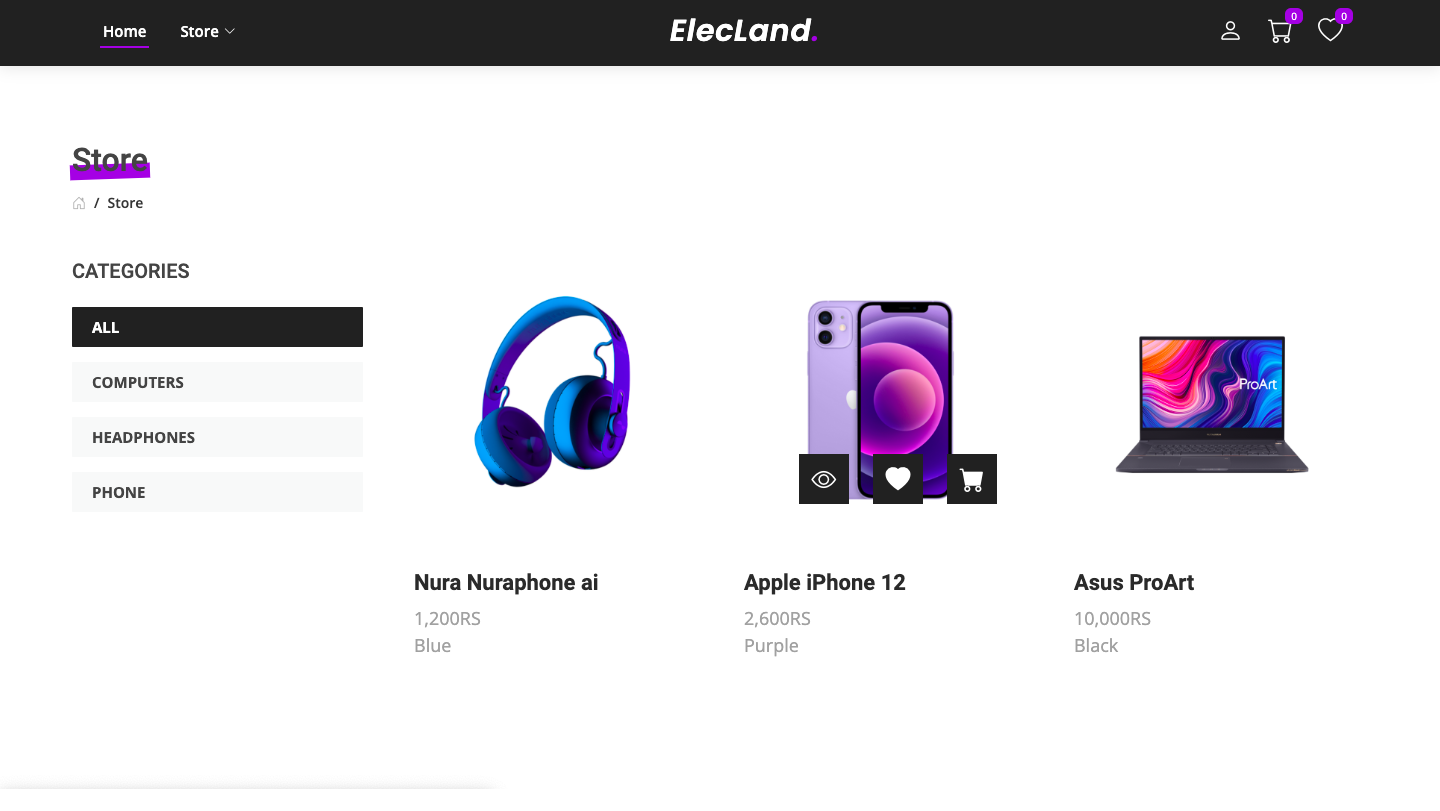 Home
Store
ElecLand.
0
0
Store
/ Store
CATEGORIES
ALL
COMPUTERS
HEADPHONES
PHONE
ProArt
Nura Nuraphone ai
1,200RS
Blue
Apple iPhone 12
2,600RS
Purple
Asus ProArt
10,000RS
Black